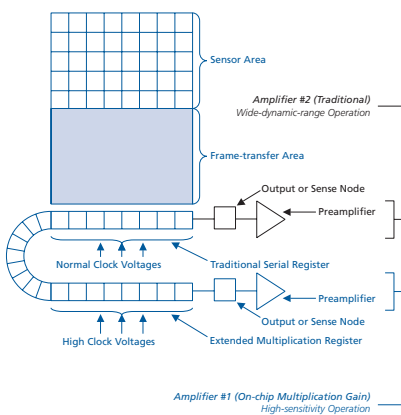 Sensor Area
Amplifier #2 (Traditional)
Wide-dynamic-range Operation
Frame-transfer Area
Output or Sense Node
Preamplifier
Normal Clock Voltages
Traditional Serial Register
Preamplifier
Output or Sense Node
High Clock Voltages
Extended Multiplication Register
Amplifier #1 (On-chip Multiplication Gain)
High-sensitivity Operation